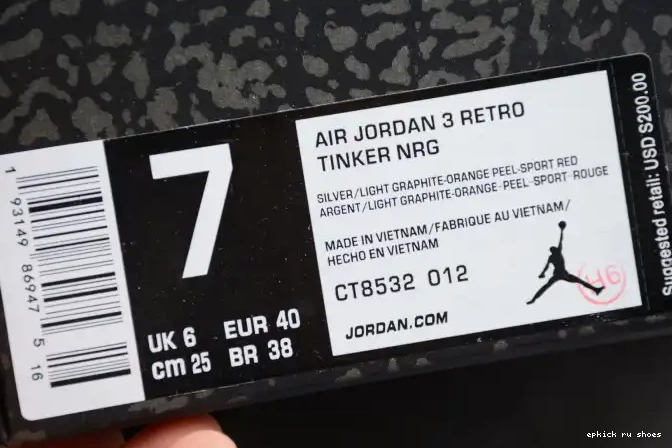 1 93149 86947 5 16
7
UK 6 EUR 40
cm 25 BR 38
AIR JORDAN 3 RETRO
TINKER NRG
SILVER/LIGHT GRAPHITE-ORANGE PEEL-SPORT RED
ARGENT/LIGHT GRAPHITE-ORANGE-PEEL-SPORT-ROUGE
MADE IN VIETNAM/FABRIQUE AU VIETNAM/
HECHO EN VIETNAM
CT8532 012
JORDAN.COM
Suggested retail: USD S200.00
epkick ru shoes